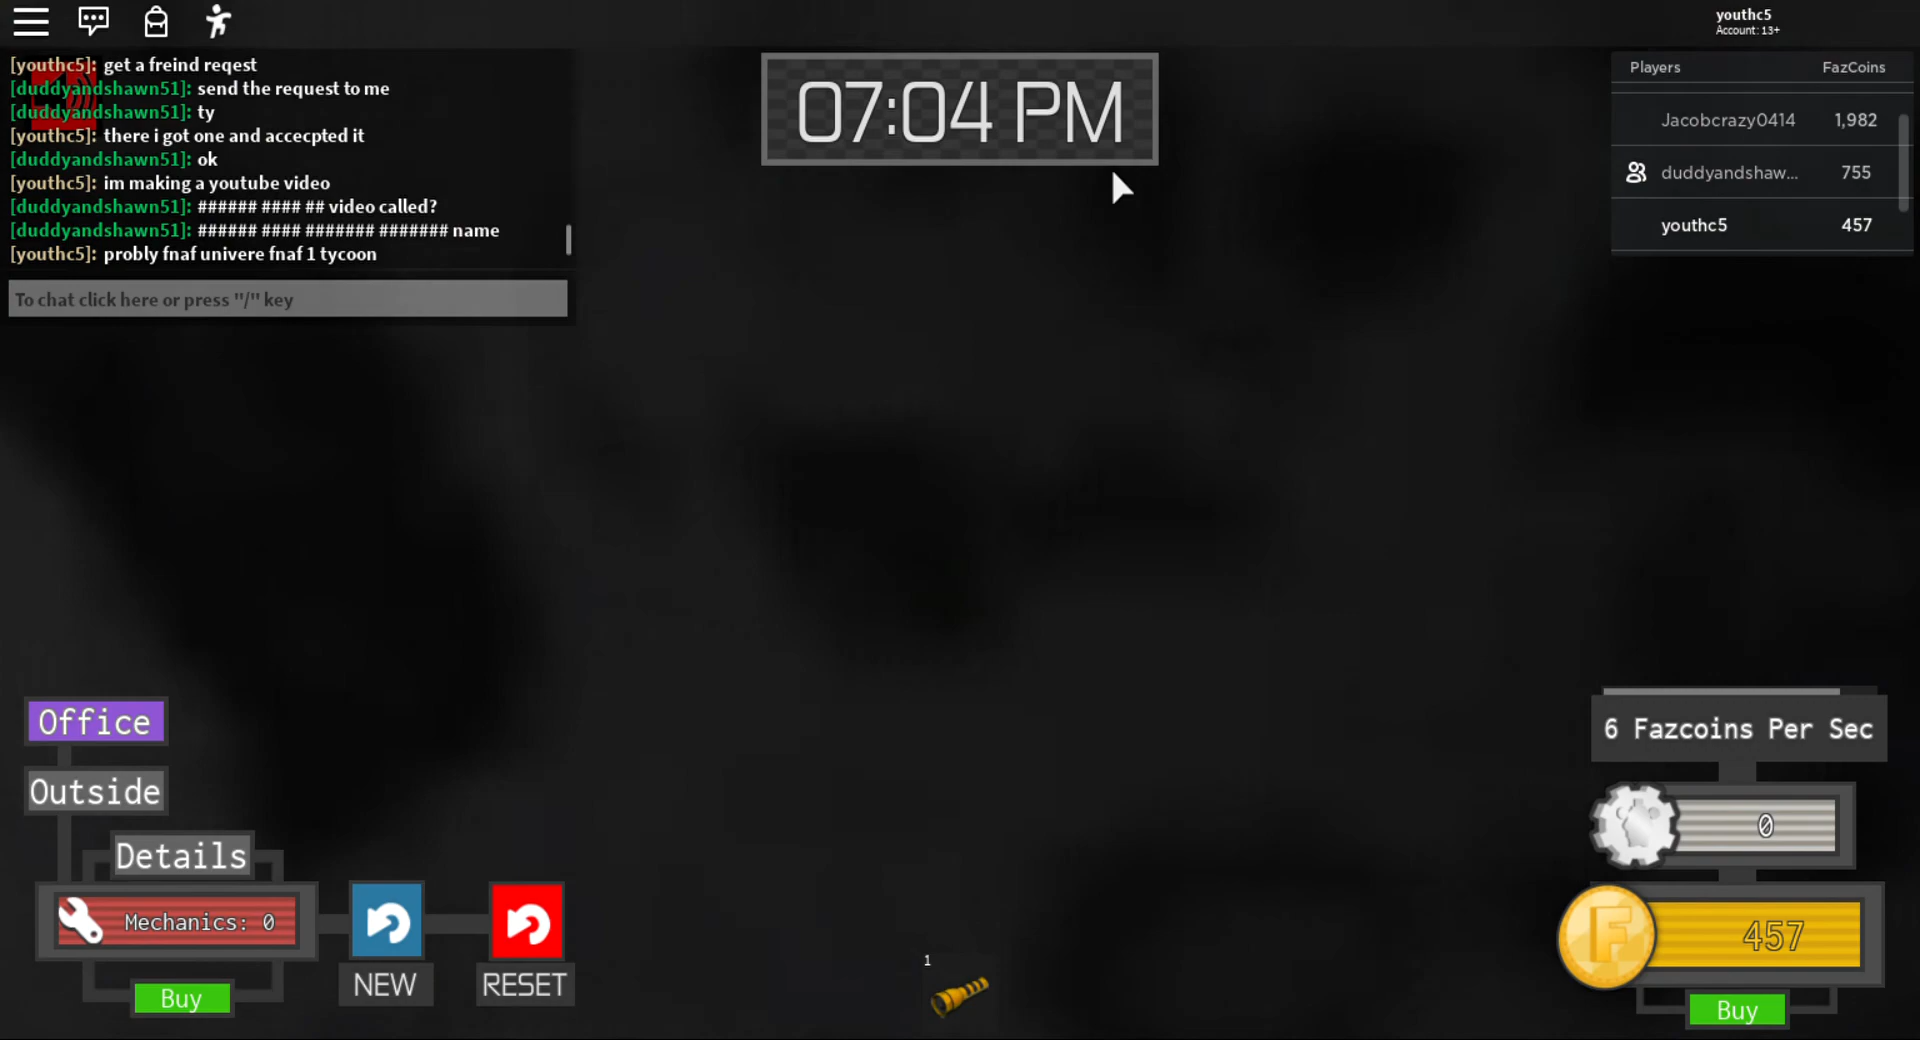 youthc5
Account: 13+
[youthc5]: get a freind reqest
[duddyandshawn51]: send the request to me
[duddyandshawn51]: ty
[youthc5]: there i got one and accecpted it
[duddyandshawn51]: ok
[youthc5]: im making a youtube video
[duddyandshawn51]: ###### #### ## video called?
[duddyandshawn51]: ###### #### ####### ####### name
[youthc5]: probly fnaf univere fnaf 1 tycoon
To chat click here or press "/" key
07:04 PM
Players FazCoins
Jacobcrazy0414 1,982
duddyandshaw... 755
youthc5 457
Office
Outside
Details
Mechanics: 0
Buy
NEW
RESET
1
6 Fazcoins Per Sec
0
F
457
Buy